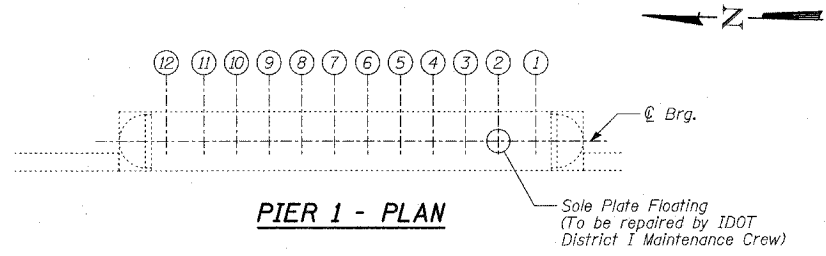 N
12 11 10 9 8 7 6 5 4 3 2 1
℄ Brg.
PIER 1 - PLAN
Sole Plate Floating
(To be repaired by IDOT
District I Maintenance Crew)